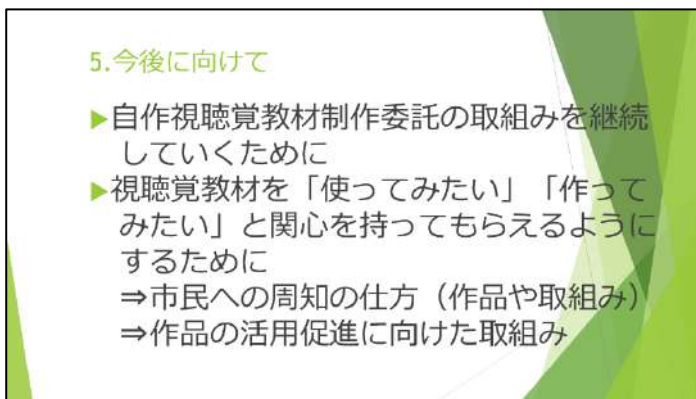 5.今後に向けて
▶自作視聴覚教材制作委託の取組みを継続
していくために
▶視聴覚教材を「使ってみたい」「作って
みたい」と関心を持ってもらえるように
するために
⇒市民への周知の仕方（作品や取組み）
⇒作品の活用促進に向けた取組み